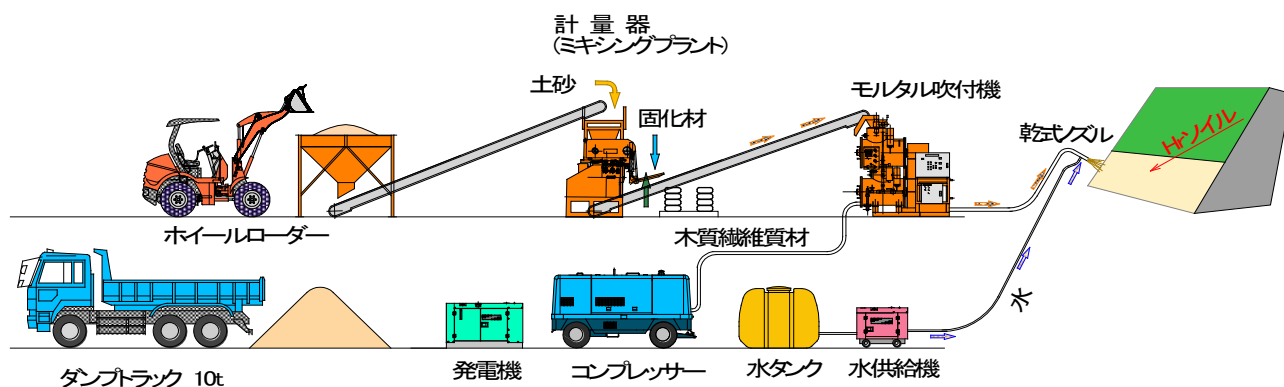 計 量 器
(ミキシングプラント)
土砂
固化材
モルタル吹付機
乾式ノズル
Hr-ソイル
ホイールローダー
木質繊維質材
水
ダンプトラック 10t
発電機
コンプレッサー
水タンク
水供給機